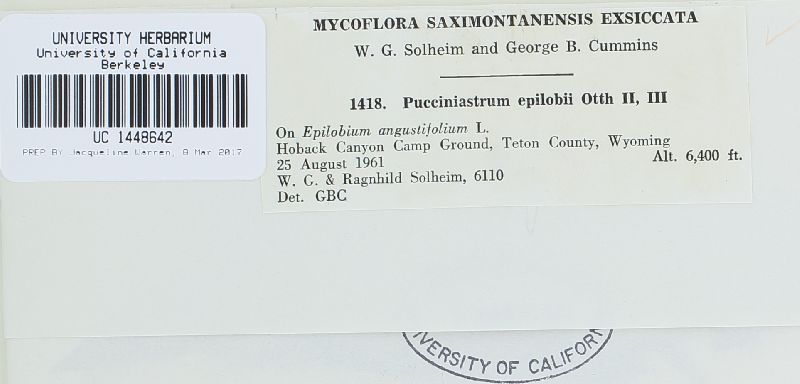 UNIVERSITY HERBARIUM
University of California
Berkeley
UC 1448642
PREP BY Jacqueline Warren, 8 Mar 2017
MYCOFLORA SAXIMONTANENSIS EXSICCATA
W. G. Solheim and George B. Cummins
1418. Pucciniastrum epilobii Otth II, III
On Epilobium angustifolium L.
Hoback Canyon Camp Ground, Teton County, Wyoming
25 August 1961 Alt. 6,400 ft.
W. G. & Ragnhild Solheim, 6110
Det. GBC
IVERSITY OF CALIFOR